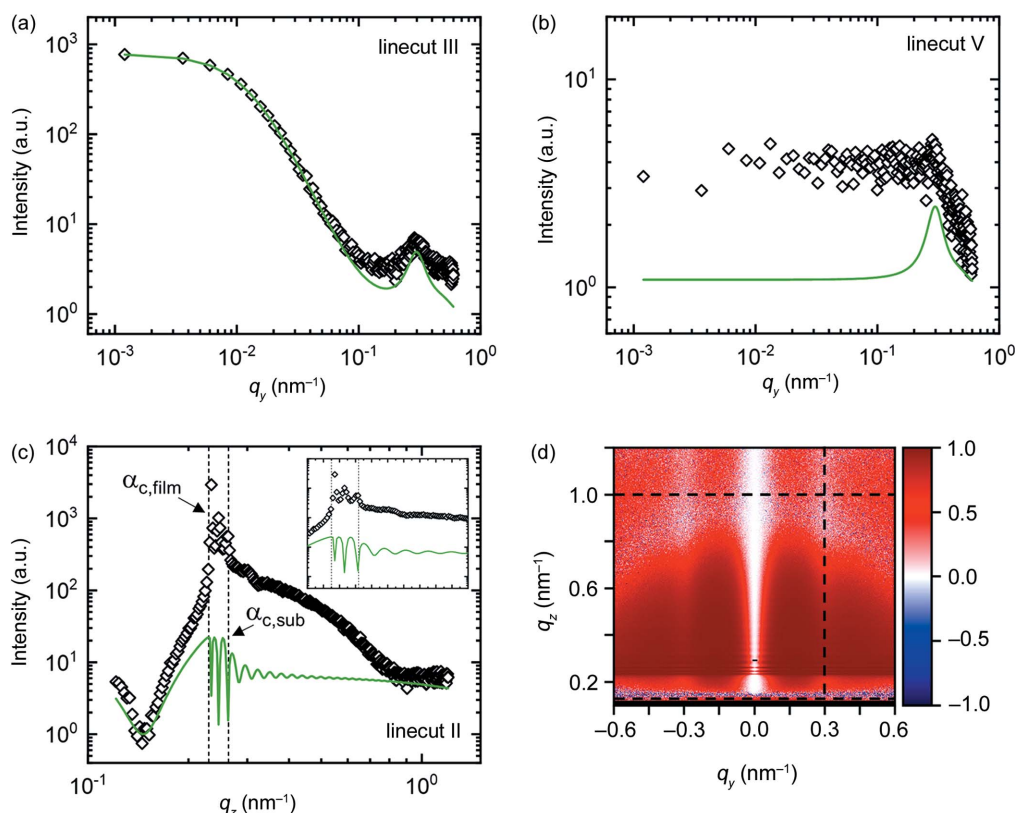 (a)
linecut III
Intensity (a.u.)
10³
10²
10¹
10⁰
10⁻³ 10⁻² 10⁻¹ 10⁰
q_y (nm⁻¹)
(b)
linecut V
Intensity (a.u.)
10¹
10⁰
10⁻³ 10⁻² 10⁻¹ 10⁰
q_y (nm⁻¹)
(c)
α_c,film
α_c,sub
linecut II
Intensity (a.u.)
10⁴
10³
10²
10¹
10⁰
10⁻¹ 10⁰
q_z (nm⁻¹)
(d)
q_z (nm⁻¹)
1.0
0.6
0.2
−0.6 −0.3 0.0 0.3 0.6
q_y (nm⁻¹)
1.0
0.5
0.0
−0.5
−1.0